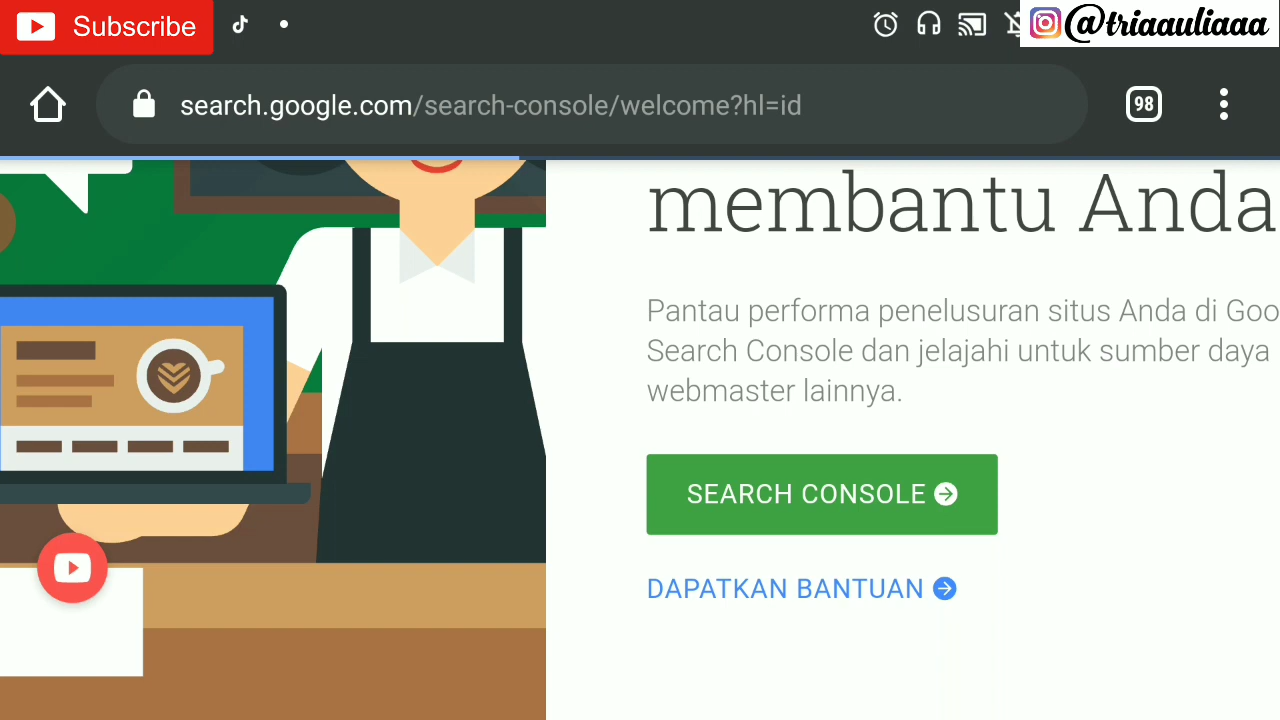 Subscribe
@triaauliaaa
search.google.com/search-console/welcome?hl=id
98
membantu Anda
Pantau performa penelusuran situs Anda di Goo
Search Console dan jelajahi untuk sumber daya
webmaster lainnya.
SEARCH CONSOLE
DAPATKAN BANTUAN